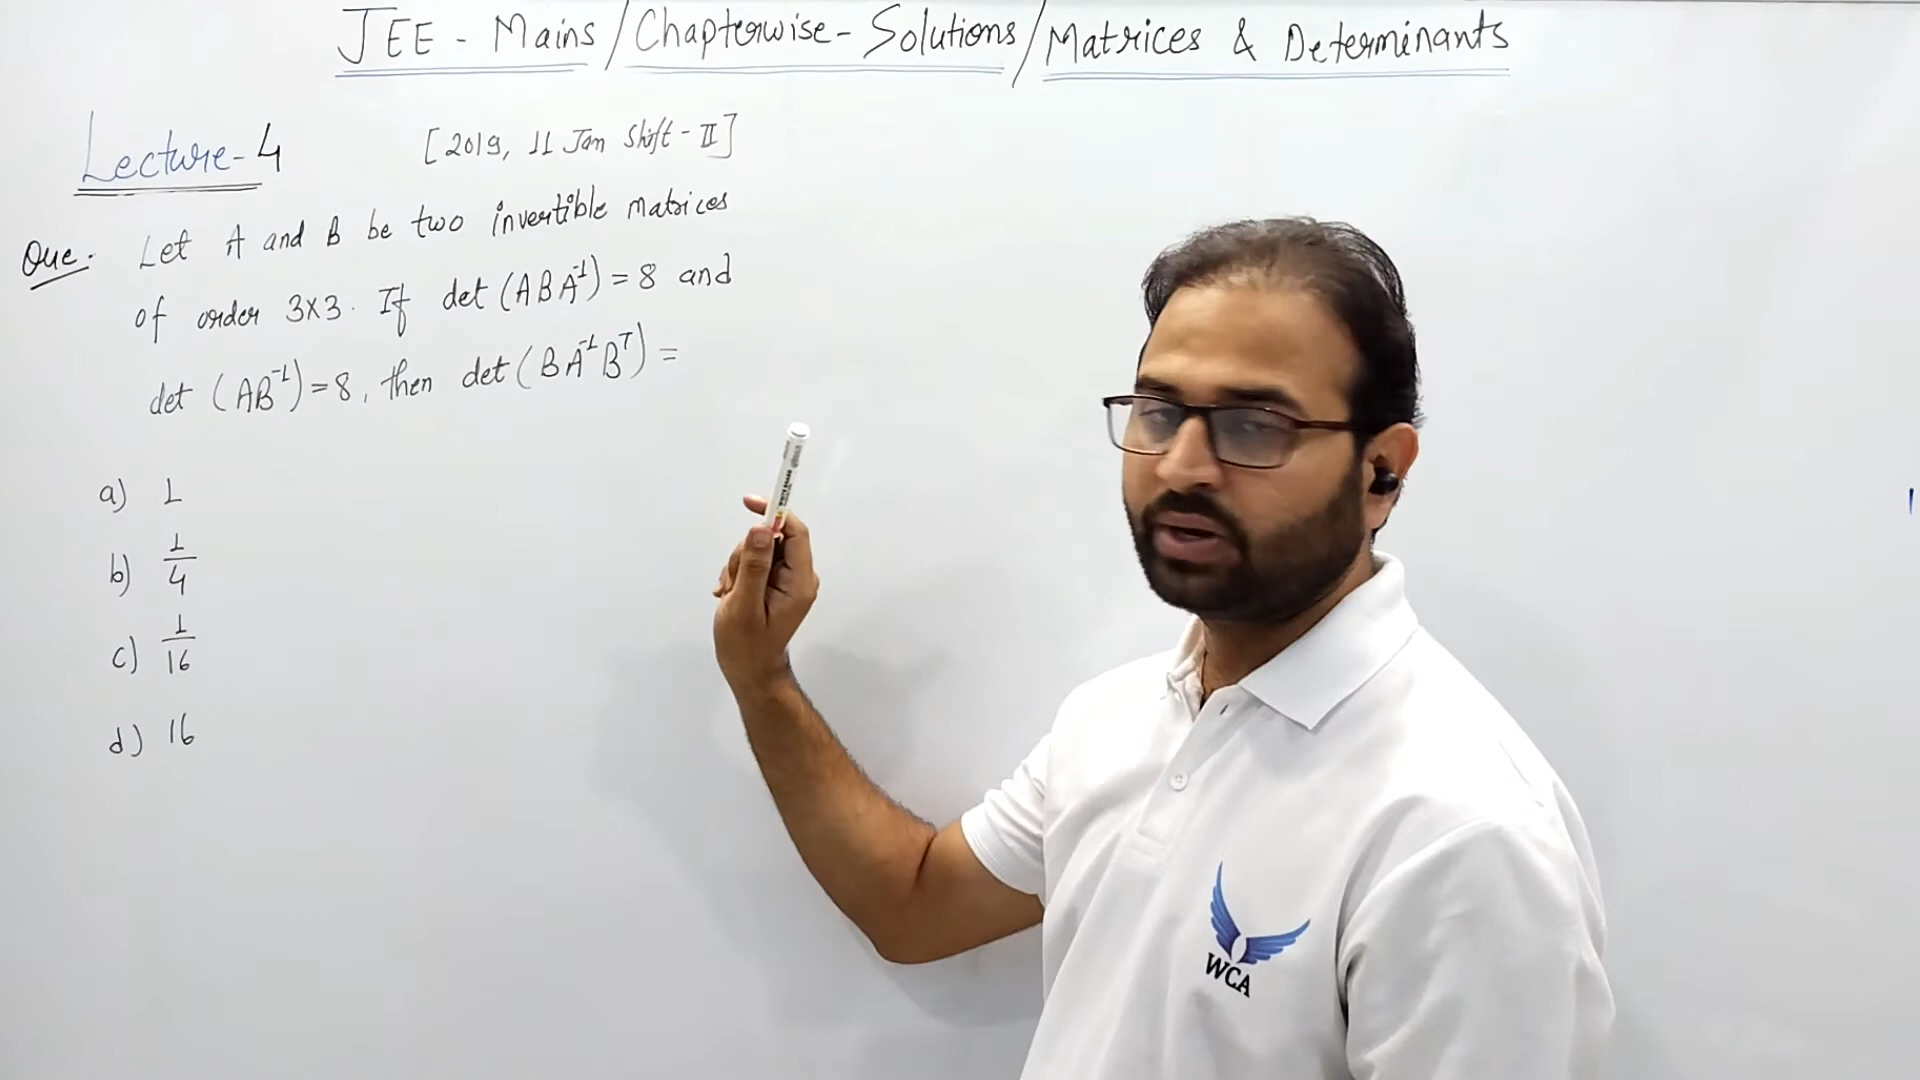 JEE - Mains / Chapterwise - Solutions / Matrices & Determinants
Lecture-4 [2019, 11 Jan Shift - II]
Que. Let A and B be two invertible matrices
of order 3X3. If det (ABA⁻¹) = 8 and
det (AB⁻¹) = 8, then det (BA⁻¹Bᵀ) =
a) 1
b) 1/4
c) 1/16
d) 16
WCA